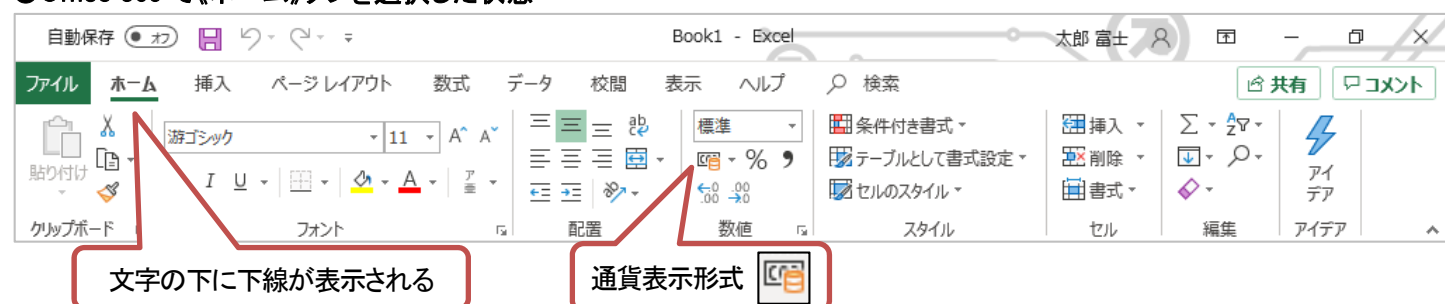 自動保存 オフ Book1 - Excel 太郎 富士
ファイル ホーム 挿入 ページ レイアウト 数式 データ 校閲 表示 ヘルプ 検索 共有 コメント
貼り付け
游ゴシック 11 A A
I U A
ab
標準
% 9
条件付き書式
テーブルとして書式設定
セルのスタイル
挿入
削除
書式
アイ
デア
クリップボード フォント 配置 数値 スタイル セル 編集 アイデア
文字の下に下線が表示される
通貨表示形式